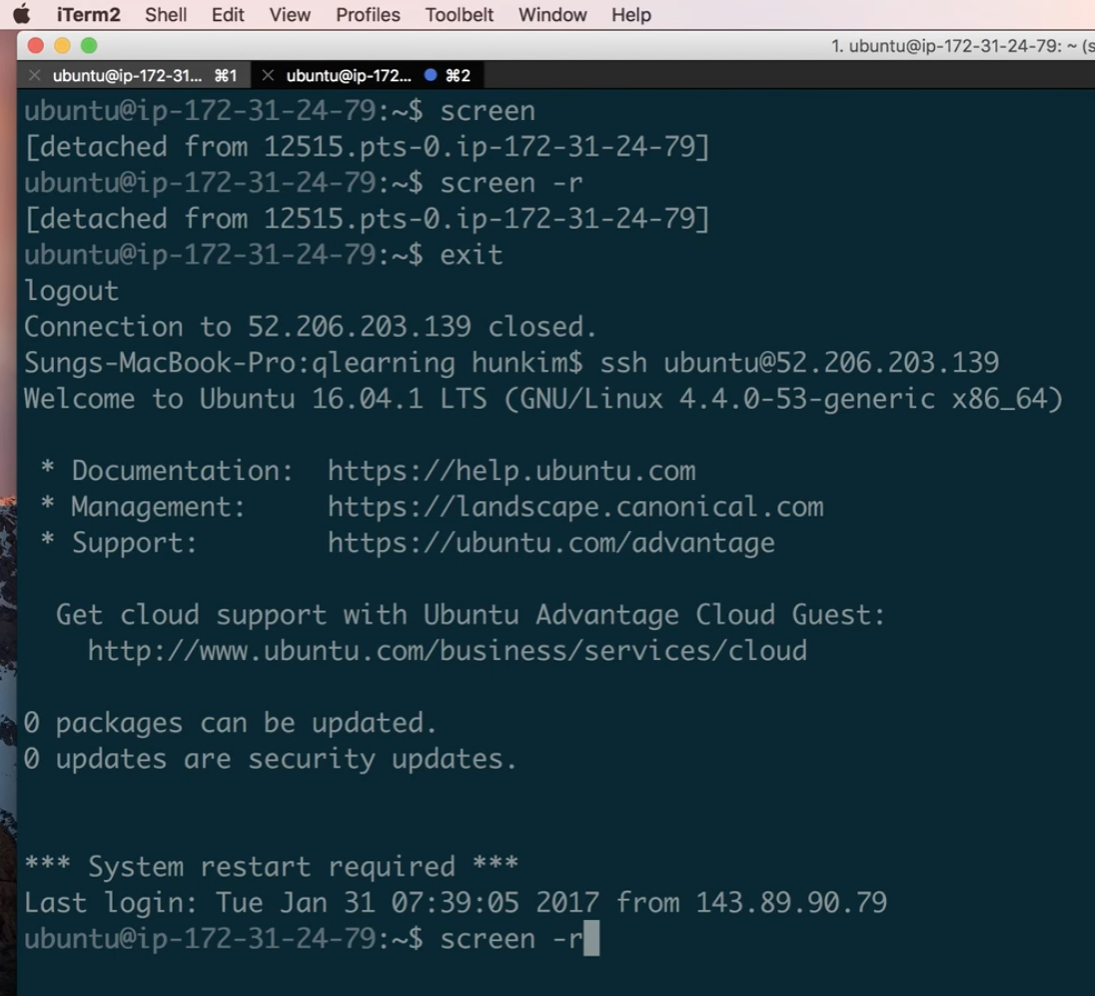 iTerm2 Shell Edit View Profiles Toolbelt Window Help
1. ubuntu@ip-172-31-24-79: ~ (s
× ubuntu@ip-172-31... ⌘1 × ubuntu@ip-172... ⌘2
ubuntu@ip-172-31-24-79:~$ screen
[detached from 12515.pts-0.ip-172-31-24-79]
ubuntu@ip-172-31-24-79:~$ screen -r
[detached from 12515.pts-0.ip-172-31-24-79]
ubuntu@ip-172-31-24-79:~$ exit
logout
Connection to 52.206.203.139 closed.
Sungs-MacBook-Pro:qlearning hunkim$ ssh ubuntu@52.206.203.139
Welcome to Ubuntu 16.04.1 LTS (GNU/Linux 4.4.0-53-generic x86_64)
* Documentation: https://help.ubuntu.com
* Management: https://landscape.canonical.com
* Support: https://ubuntu.com/advantage
Get cloud support with Ubuntu Advantage Cloud Guest:
http://www.ubuntu.com/business/services/cloud
0 packages can be updated.
0 updates are security updates.
*** System restart required ***
Last login: Tue Jan 31 07:39:05 2017 from 143.89.90.79
ubuntu@ip-172-31-24-79:~$ screen -r